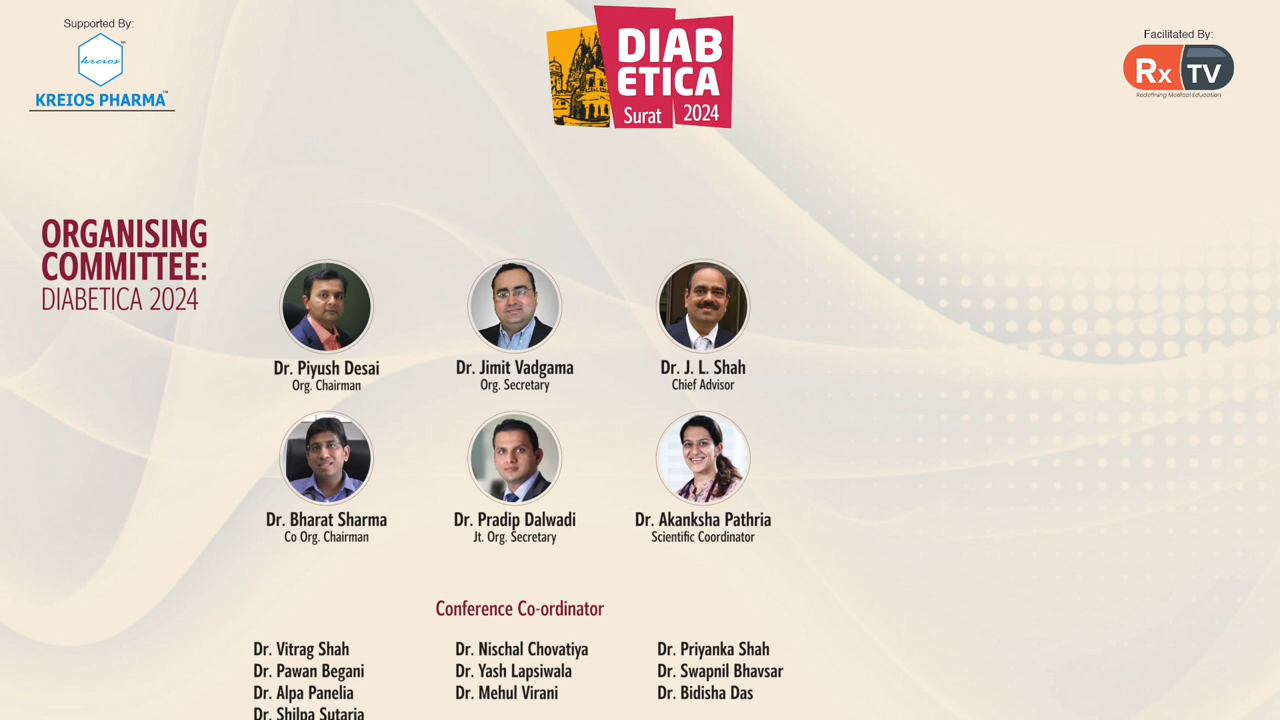 Supported By:
kreios
KREIOS PHARMA™
DIAB
ETICA
Surat 2024
Facilitated By:
Rx TV
Redefining Medical Education
ORGANISING
COMMITTEE:
DIABETICA 2024
Dr. Piyush Desai
Org. Chairman
Dr. Jimit Vadgama
Org. Secretary
Dr. J. L. Shah
Chief Advisor
Dr. Bharat Sharma
Co Org. Chairman
Dr. Pradip Dalwadi
Jt. Org. Secretary
Dr. Akanksha Pathria
Scientific Coordinator
Conference Co-ordinator
Dr. Vitrag Shah
Dr. Pawan Begani
Dr. Alpa Panelia
Dr. Shilpa Sutaria
Dr. Nischal Chovatiya
Dr. Yash Lapsiwala
Dr. Mehul Virani
Dr. Priyanka Shah
Dr. Swapnil Bhavsar
Dr. Bidisha Das